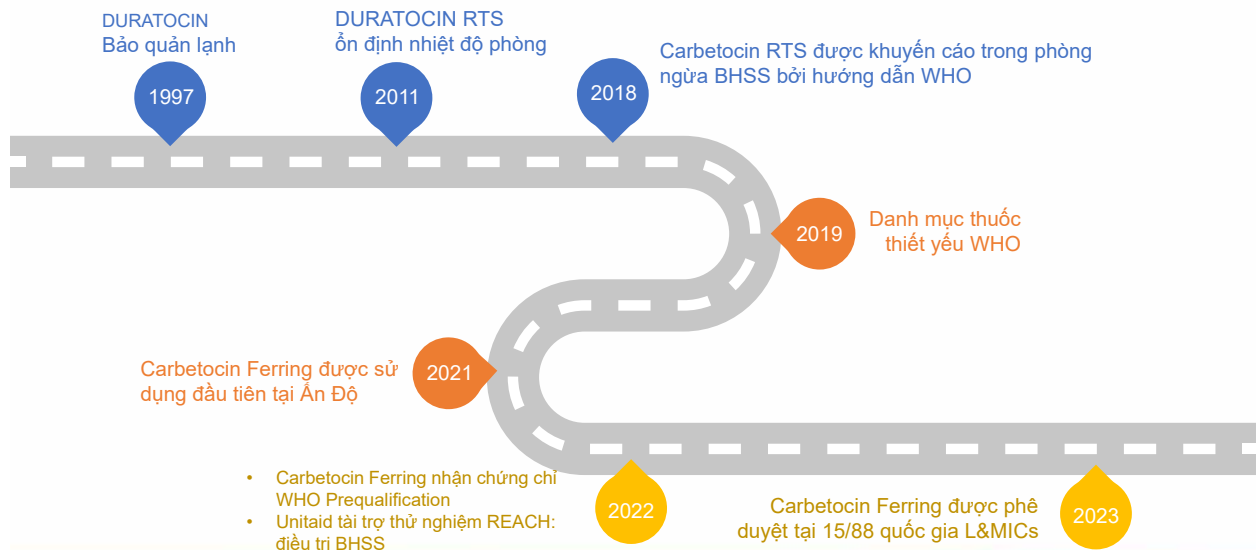 DURATOCIN
Bảo quản lạnh
1997
DURATOCIN RTS
ổn định nhiệt độ phòng
2011
Carbetocin RTS được khuyến cáo trong phòng
ngừa BHSS bởi hướng dẫn WHO
2018
2019
Danh mục thuốc
thiết yếu WHO
Carbetocin Ferring được sử
dụng đầu tiên tại Ấn Độ
2021
• Carbetocin Ferring nhận chứng chỉ
WHO Prequalification
• Unitaid tài trợ thử nghiệm REACH:
điều trị BHSS
2022
Carbetocin Ferring được phê
duyệt tại 15/88 quốc gia L&MICs
2023